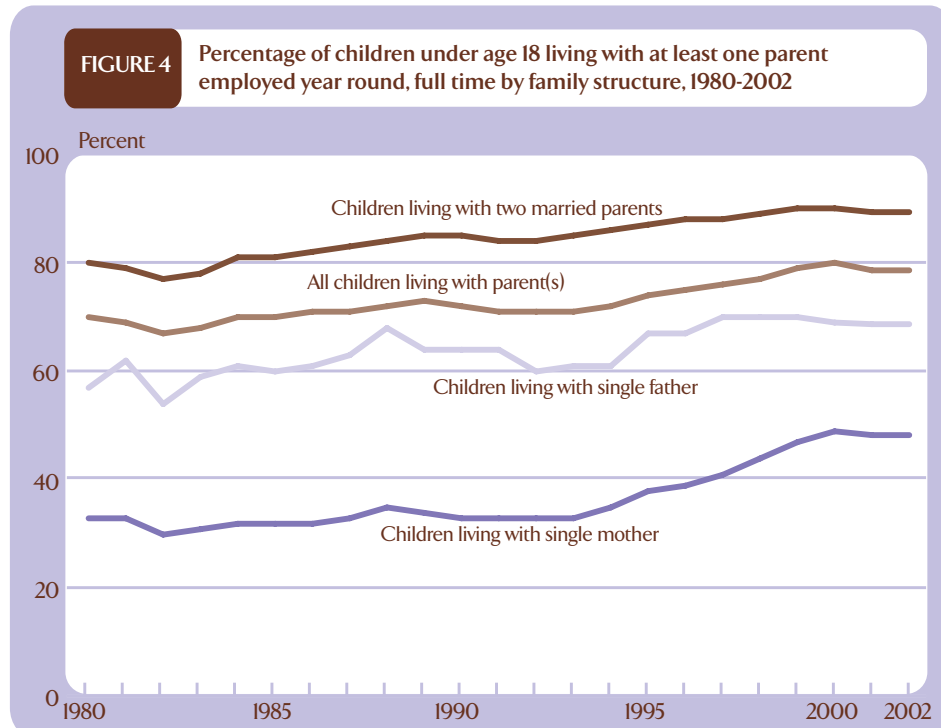 FIGURE 4
Percentage of children under age 18 living with at least one parent
employed year round, full time by family structure, 1980-2002
Percent
100
Children living with two married parents
80
All children living with parent(s)
60
Children living with single father
40
Children living with single mother
20
0
1980 1985 1990 1995 2000 2002